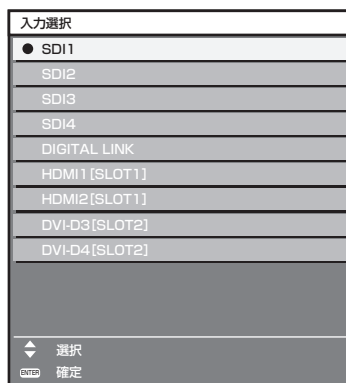 入力選択
● SDI1
SDI2
SDI3
SDI4
DIGITAL LINK
HDMI1[SLOT1]
HDMI2[SLOT1]
DVI-D3[SLOT2]
DVI-D4[SLOT2]
選択
ENTER 確定